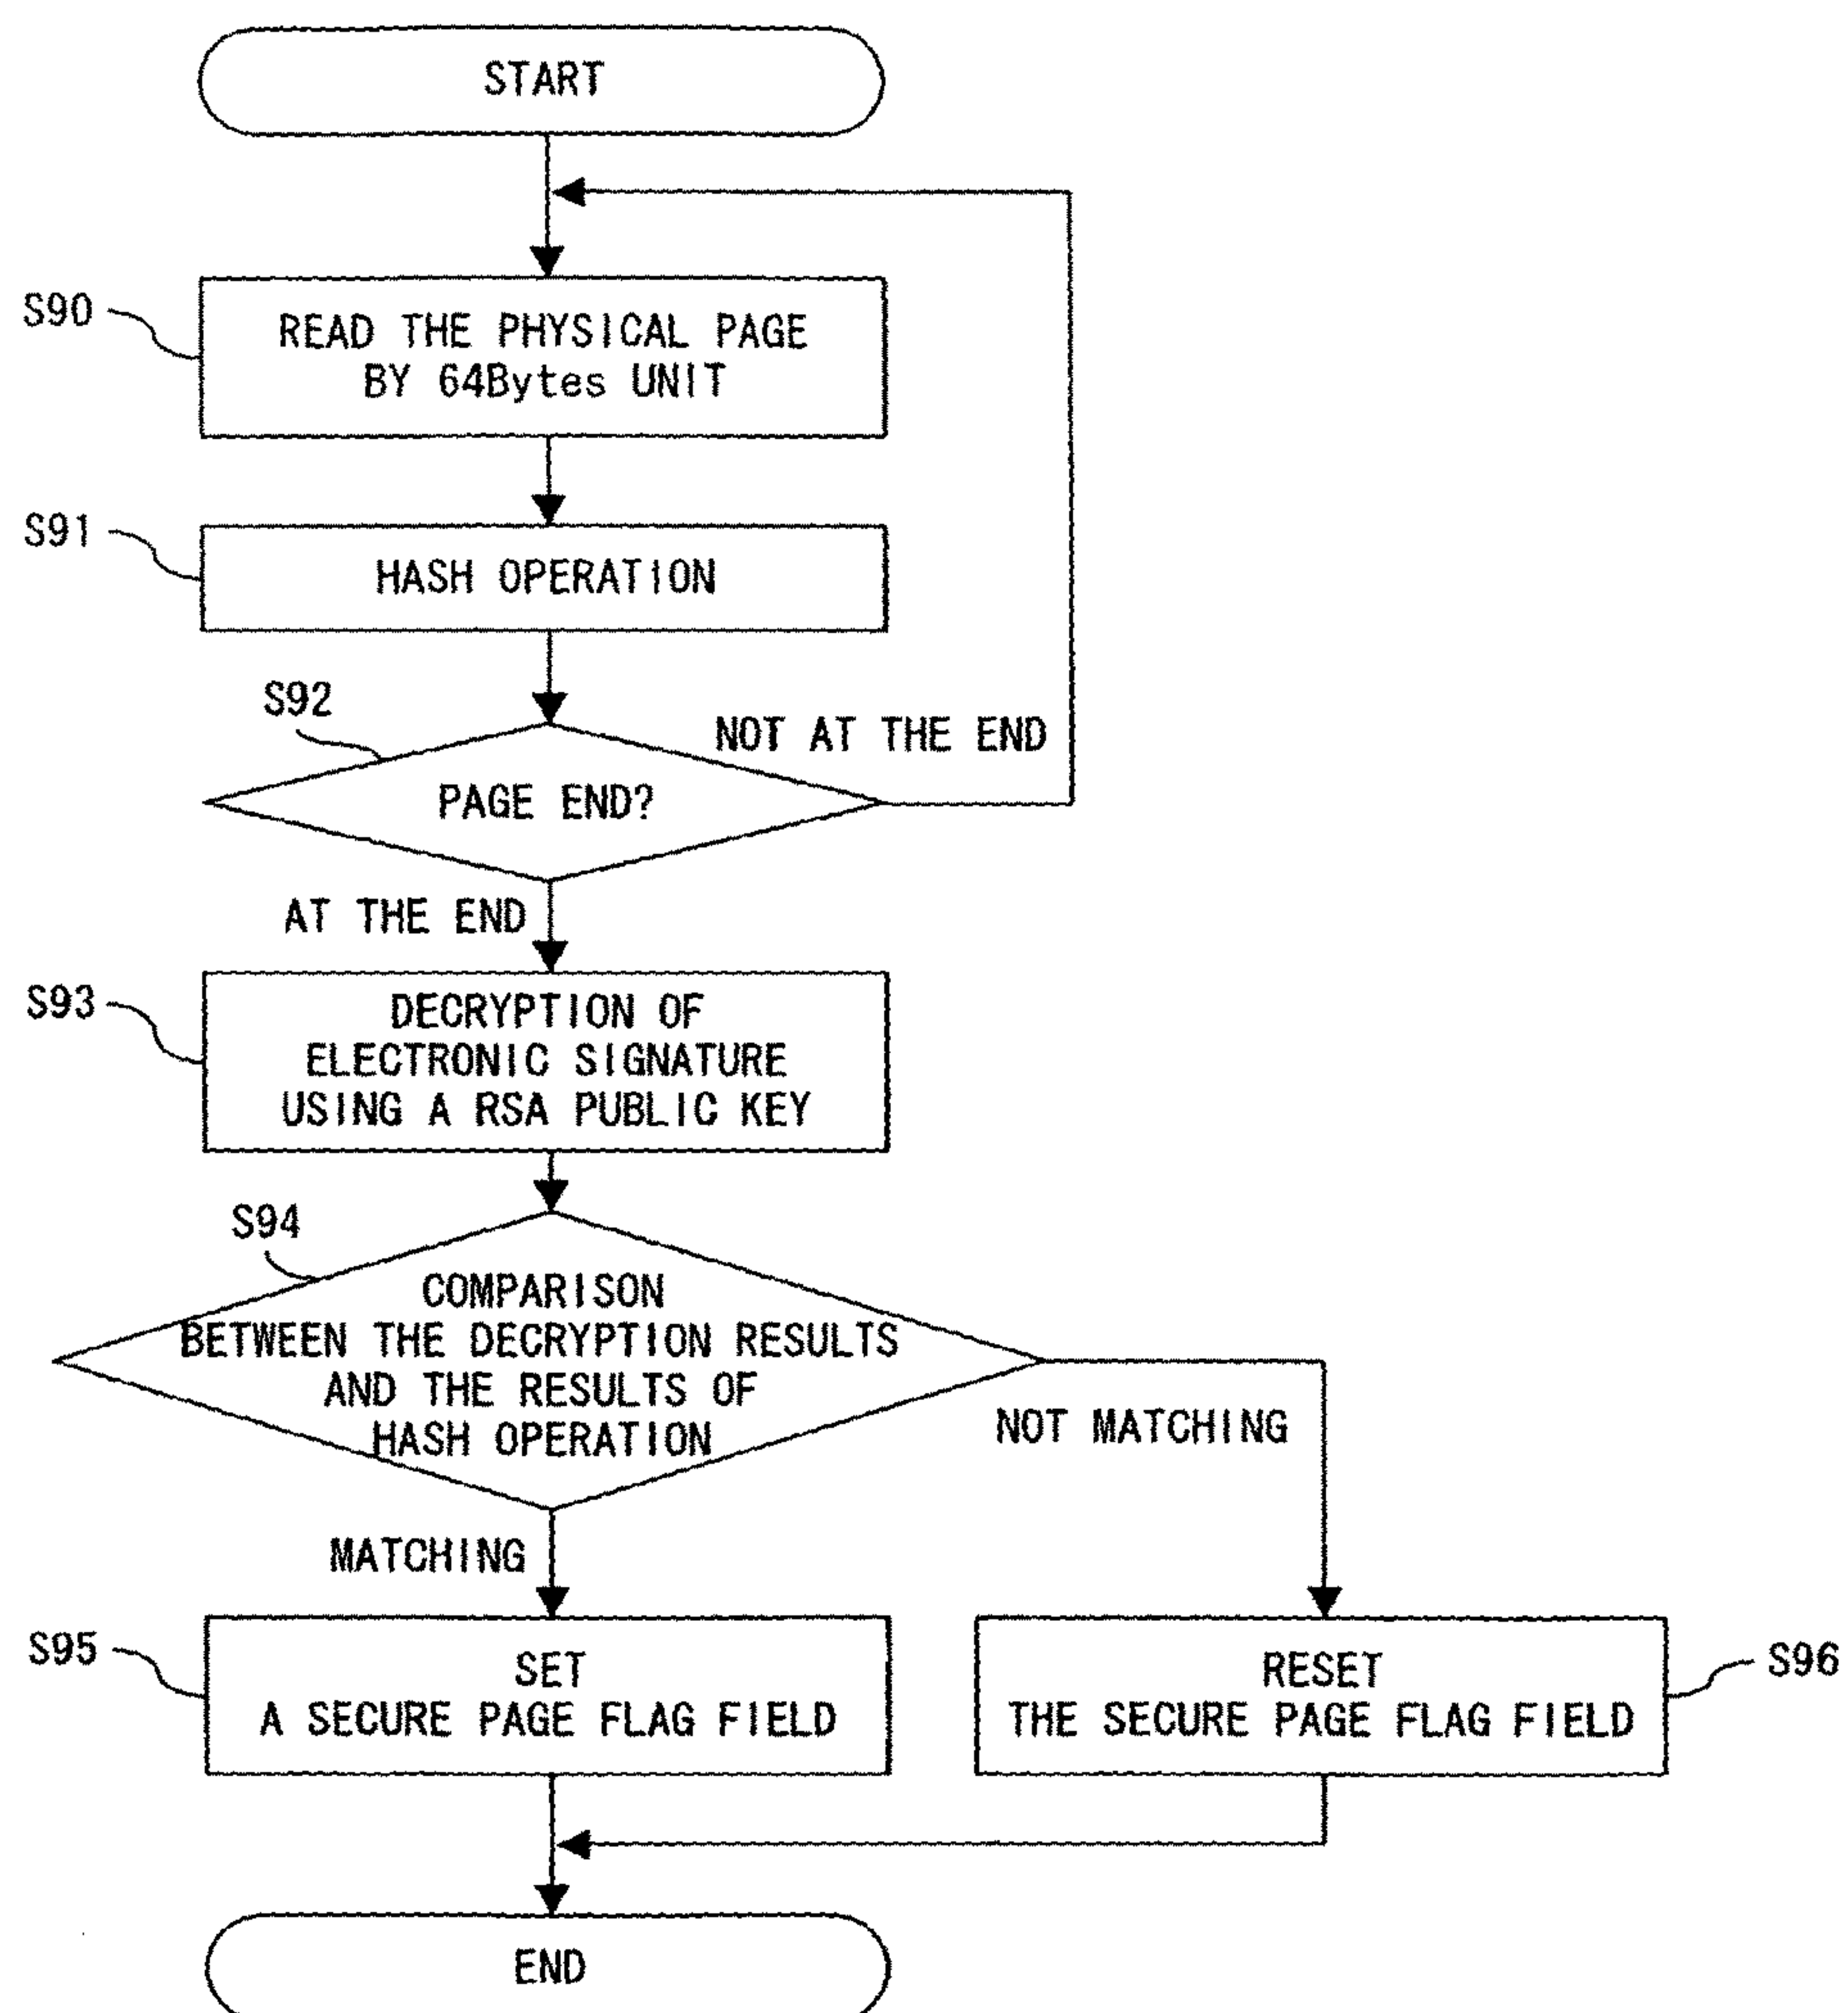 START
S90
READ THE PHYSICAL PAGE
BY 64Bytes UNIT
S91
HASH OPERATION
S92
NOT AT THE END
PAGE END?
AT THE END
S93
DECRYPTION OF
ELECTRONIC SIGNATURE
USING A RSA PUBLIC KEY
S94
COMPARISON
BETWEEN THE DECRYPTION RESULTS
AND THE RESULTS OF
HASH OPERATION
NOT MATCHING
MATCHING
S95
SET
A SECURE PAGE FLAG FIELD
RESET
THE SECURE PAGE FLAG FIELD
S96
END